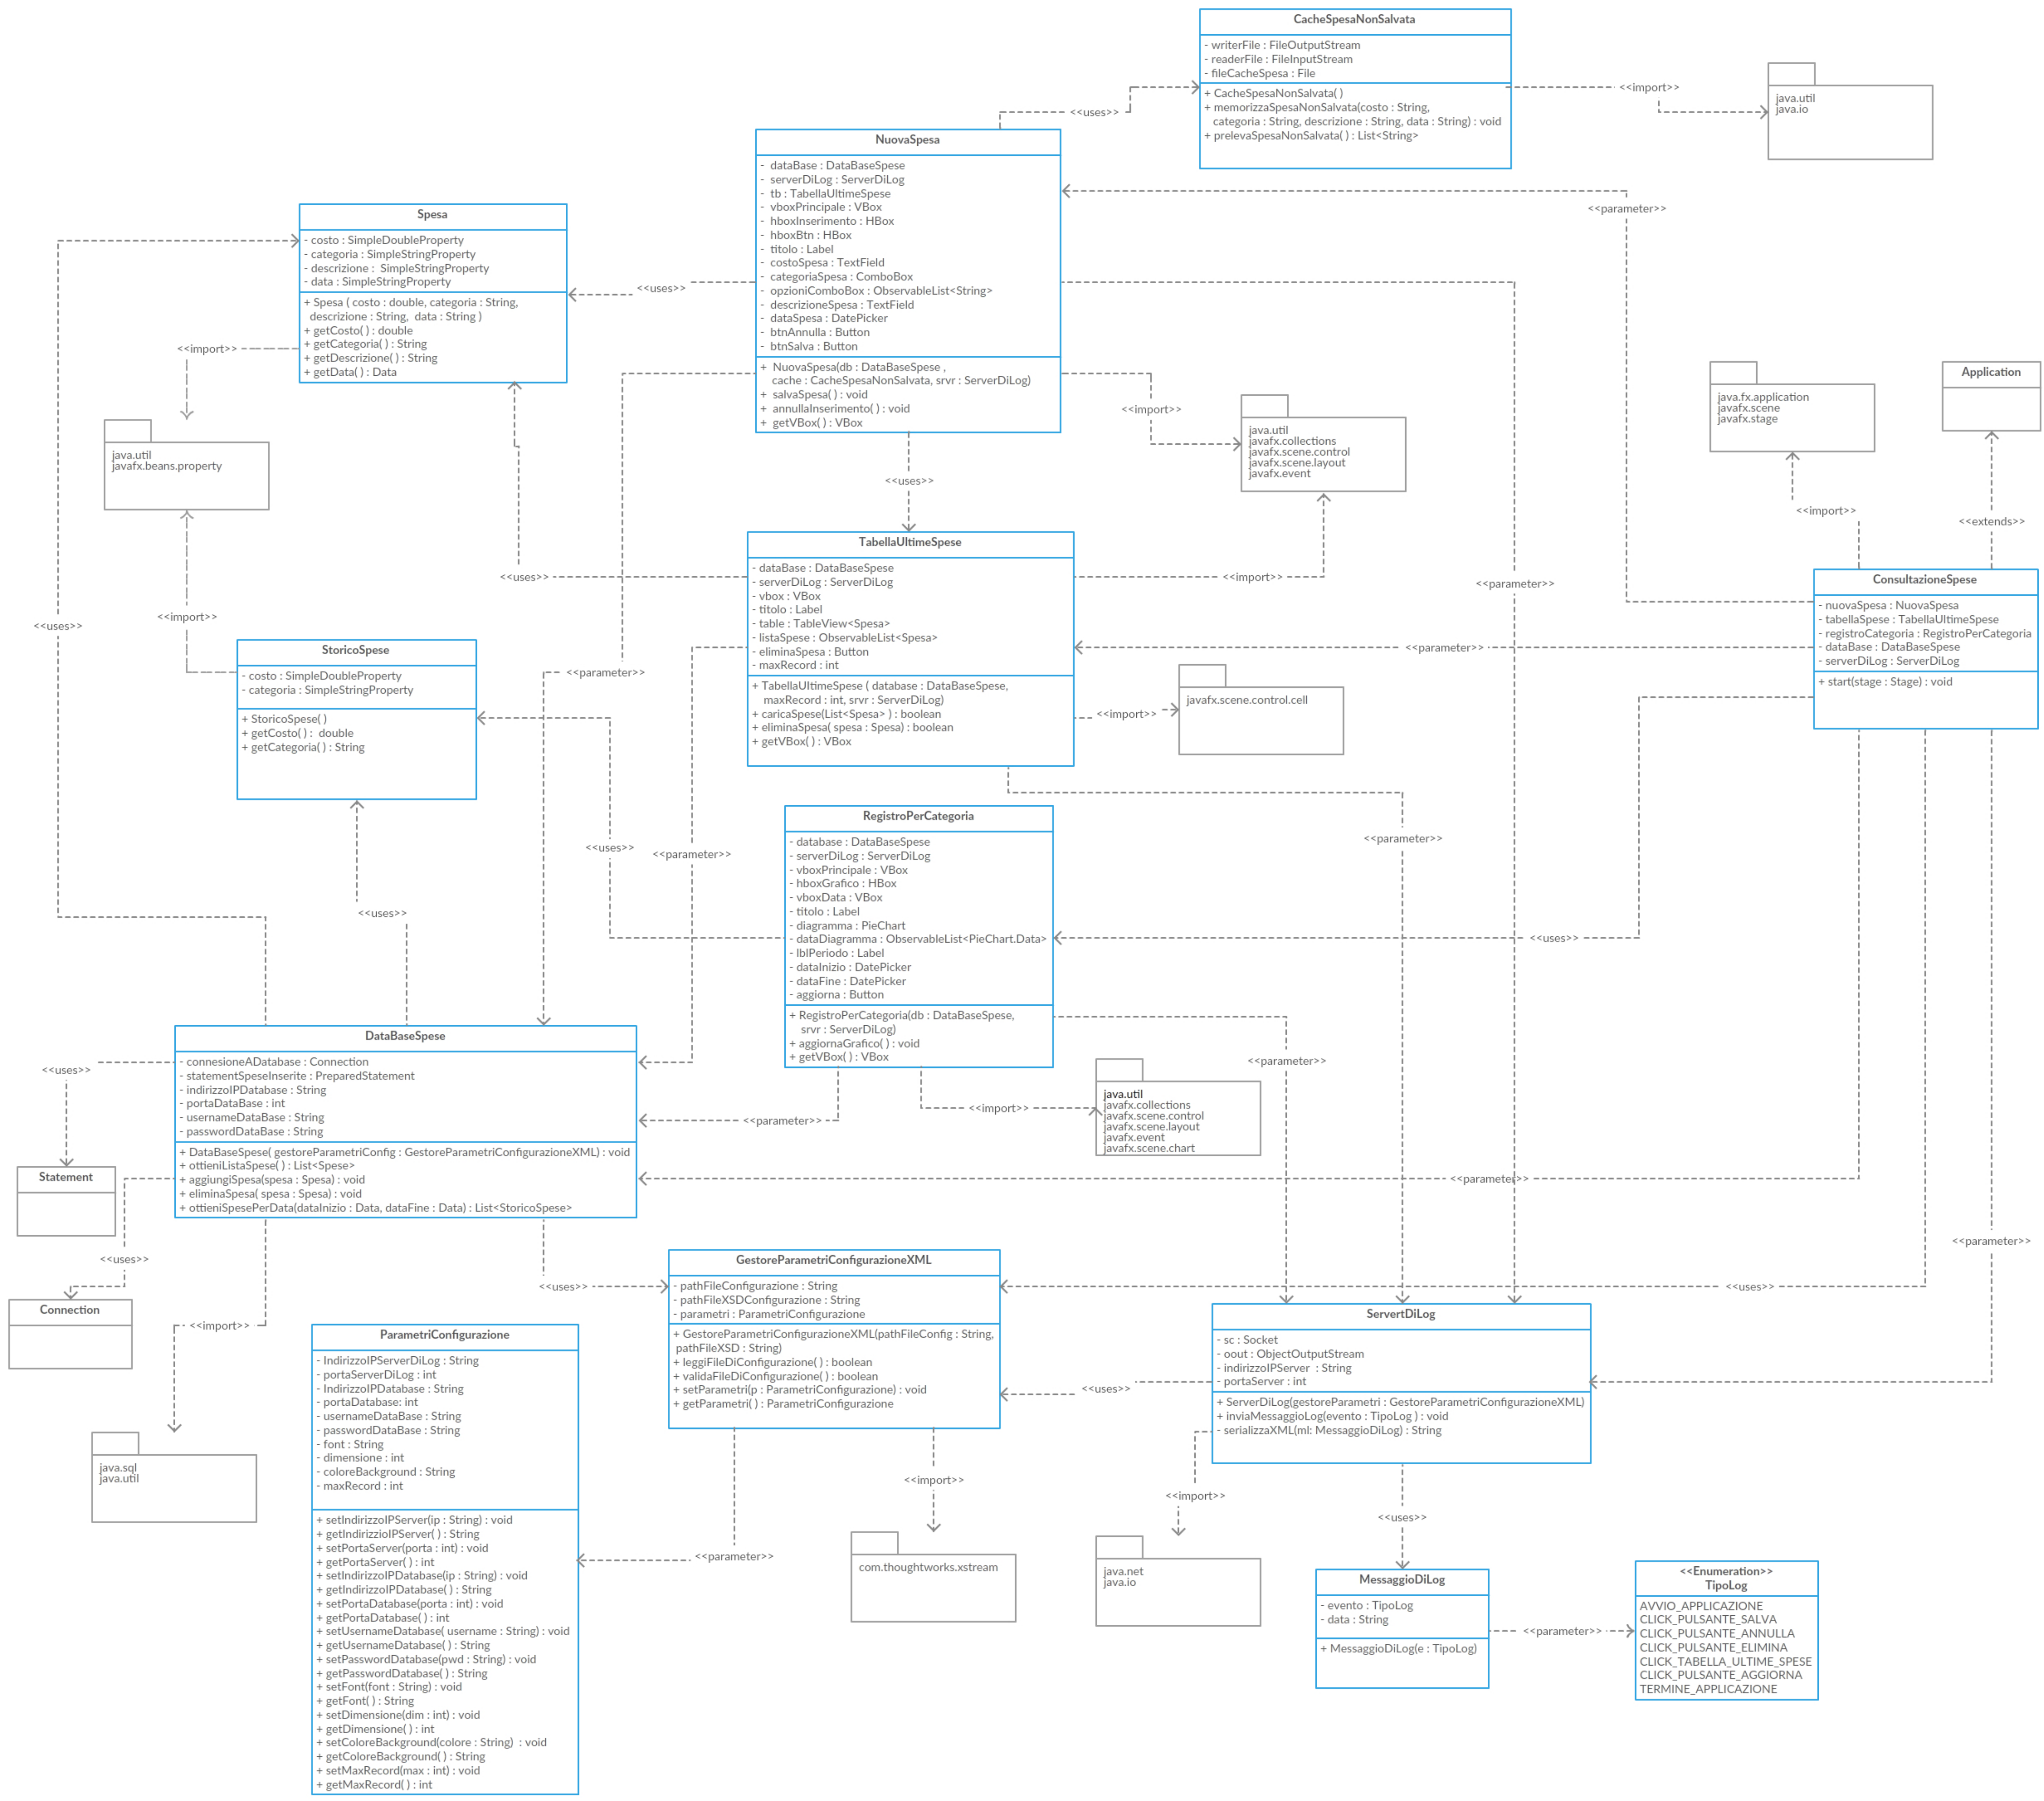 CacheSpesaNonSalvata
- writerFile : FileOutputStream
- readerFile : FileInputStream
- fileCacheSpesa : File
+ CacheSpesaNonSalvata( )
+ memorizzaSpesaNonSalvata(costo : String,
categoria : String, descrizione : String, data : String) : void
+ prelevaSpesaNonSalvata( ) : List<String>
<<import>>
java.util
java.io
<<uses>>
NuovaSpesa
- dataBase : DataBaseSpese
- serverDiLog : ServerDiLog
- tb : TabellaUltimeSpese
- vboxPrincipale : VBox
- hboxInserimento : HBox
- hboxBtn : HBox
- titolo : Label
- costoSpesa : TextField
- categoriaSpesa : ComboBox
- opzioniComboBox : ObservableList<String>
- descrizioneSpesa : TextField
- dataSpesa : DatePicker
- btnAnnulla : Button
- btnSalva : Button
+ NuovaSpesa(db : DataBaseSpese ,
cache : CacheSpesaNonSalvata, srvr : ServerDiLog)
+ salvaSpesa( ) : void
+ annullaInserimento( ) : void
+ getVBox( ) : VBox
<<parameter>>
Spesa
- costo : SimpleDoubleProperty
- categoria : SimpleStringProperty
- descrizione : SimpleStringProperty
- data : SimpleStringProperty
+ Spesa ( costo : double, categoria : String,
descrizione : String, data : String )
+ getCosto( ) : double
+ getCategoria( ) : String
+ getDescrizione( ) : String
+ getData( ) : Data
<<uses>>
<<import>>
java.util
javafx.beans.property
<<import>>
java.util
javafx.collections
javafx.scene.control
javafx.scene.layout
javafx.event
java.fx.application
javafx.scene
javafx.stage
Application
<<uses>>
<<import>>
<<extends>>
TabellaUltimeSpese
- dataBase : DataBaseSpese
- serverDiLog : ServerDiLog
- vbox : VBox
- titolo : Label
- table : TableView<Spesa>
- listaSpese : ObservableList<Spesa>
- eliminaSpesa : Button
- maxRecord : int
+ TabellaUltimeSpese ( database : DataBaseSpese,
maxRecord : int, srvr : ServerDiLog)
+ caricaSpese(List<Spesa> ) : boolean
+ eliminaSpesa( spesa : Spesa) : boolean
+ getVBox( ) : VBox
<<uses>>
<<import>>
<<parameter>>
ConsultazioneSpese
- nuovaSpesa : NuovaSpesa
- tabellaSpese : TabellaUltimeSpese
- registroCategoria : RegistroPerCategoria
- dataBase : DataBaseSpese
- serverDiLog : ServerDiLog
+ start(stage : Stage) : void
<<uses>>
<<import>>
StoricoSpese
- costo : SimpleDoubleProperty
- categoria : SimpleStringProperty
+ StoricoSpese( )
+ getCosto( ) : double
+ getCategoria( ) : String
<<parameter>>
<<parameter>>
<<import>>
javafx.scene.control.cell
RegistroPerCategoria
- database : DataBaseSpese
- serverDiLog : ServerDiLog
- vboxPrincipale : VBox
- hboxGrafico : HBox
- vboxData : VBox
- titolo : Label
- diagramma : PieChart
- dataDiagramma : ObservableList<PieChart.Data>
- lblPeriodo : Label
- dataInizio : DatePicker
- dataFine : DatePicker
- aggiorna : Button
+ RegistroPerCategoria(db : DataBaseSpese,
srvr : ServerDiLog)
+ aggiornaGrafico( ) : void
+ getVBox( ) : VBox
<<uses>>
<<parameter>>
<<parameter>>
<<uses>>
<<uses>>
DataBaseSpese
- connesioneADatabase : Connection
- statementSpeseInserite : PreparedStatement
- indirizzoIPDatabase : String
- portaDataBase : int
- usernameDataBase : String
- passwordDataBase : String
+ DataBaseSpese( gestoreParametriConfig : GestoreParametriConfigurazioneXML) : void
+ ottieniListaSpese( ) : List<Spese>
+ aggiungiSpesa(spesa : Spesa) : void
+ eliminaSpesa( spesa : Spesa) : void
+ ottieniSpesePerData(dataInizio : Data, dataFine : Data) : List<StoricoSpese>
<<uses>>
Statement
<<parameter>>
<<import>>
<<parameter>>
java.util
javafx.collections
javafx.scene.control
javafx.scene.layout
javafx.event
javafx.scene.chart
<<parameter>>
<<parameter>>
<<uses>>
Connection
<<import>>
<<uses>>
GestoreParametriConfigurazioneXML
- pathFileConfigurazione : String
- pathFileXSDConfigurazione : String
- parametri : ParametriConfigurazione
+ GestoreParametriConfigurazioneXML(pathFileConfig : String,
pathFileXSD : String)
+ leggiFileDiConfigurazione( ) : boolean
+ validaFileDiConfigurazione( ) : boolean
+ setParametri(p : ParametriConfigurazione) : void
+ getParametri( ) : ParametriConfigurazione
<<uses>>
<<uses>>
ServertDiLog
- sc : Socket
- oout : ObjectOutputStream
- indirizzoIPServer : String
- portaServer : int
+ ServerDiLog(gestoreParametri : GestoreParametriConfigurazioneXML)
+ inviaMessaggioLog(evento : TipoLog ) : void
- serializzaXML(ml: MessaggioDiLog) : String
ParametriConfigurazione
- IndirizzoIPServerDiLog : String
- portaServerDiLog : int
- IndirizzoIPDatabase : String
- portaDatabase: int
- usernameDataBase : String
- passwordDataBase : String
- font : String
- dimensione : int
- coloreBackground : String
- maxRecord : int
+ setIndirizzoIPServer(ip : String) : void
+ getIndirizzioIPServer( ) : String
+ setPortaServer(porta : int) : void
+ getPortaServer( ) : int
+ setIndirizzoIPDatabase(ip : String) : void
+ getIndirizzoIPDatabase( ) : String
+ setPortaDatabase(porta : int) : void
+ getPortaDatabase( ) : int
+ setUsernameDatabase( username : String) : void
+ getUsernameDatabase( ) : String
+ setPasswordDatabase(pwd : String) : void
+ getPasswordDatabase( ) : String
+ setFont(font : String) : void
+ getFont( ) : String
+ setDimensione(dim : int) : void
+ getDimensione( ) : int
+ setColoreBackground(colore : String) : void
+ getColoreBackground( ) : String
+ setMaxRecord(max : int) : void
+ getMaxRecord( ) : int
java.sql
java.util
<<parameter>>
<<import>>
com.thoughtworks.xstream
<<import>>
java.net
java.io
<<uses>>
MessaggioDiLog
- evento : TipoLog
- data : String
+ MessaggioDiLog(e : TipoLog)
<<parameter>>
<<Enumeration>>
TipoLog
AVVIO_APPLICAZIONE
CLICK_PULSANTE_SALVA
CLICK_PULSANTE_ANNULLA
CLICK_PULSANTE_ELIMINA
CLICK_TABELLA_ULTIME_SPESE
CLICK_PULSANTE_AGGIORNA
TERMINE_APPLICAZIONE